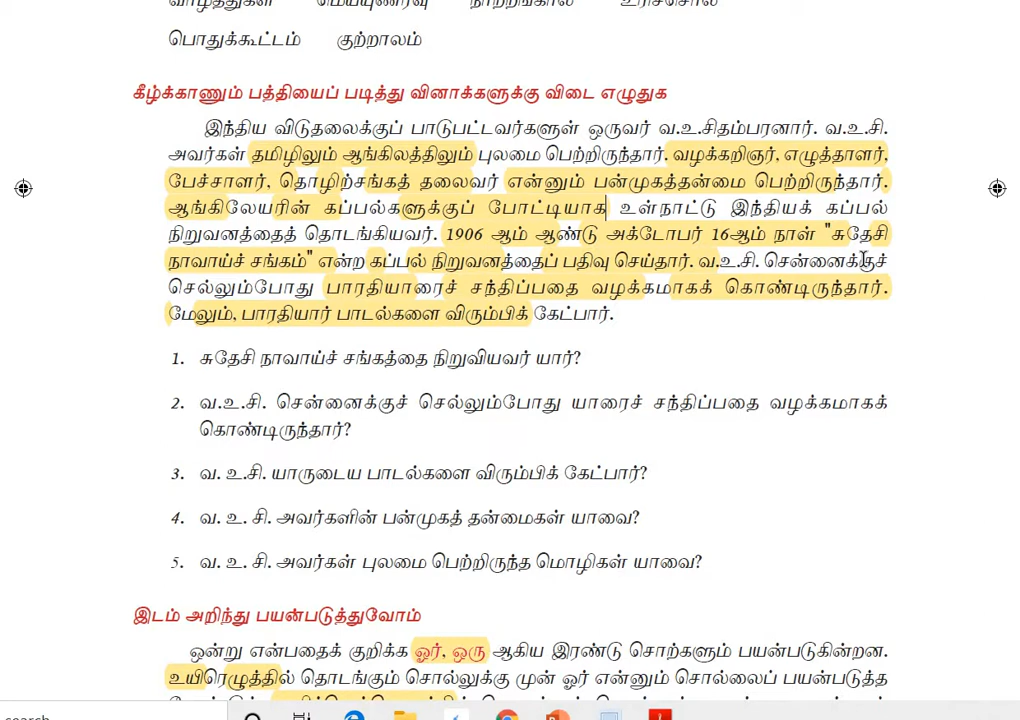 வாழ்த்துகள் மெய்யுணர்வு நாற்றங்கால் உரிச்சொல்
பொதுக்கூட்டம் குற்றாலம்
கீழ்க்காணும் பத்தியைப் படித்து வினாக்களுக்கு விடை எழுதுக
இந்திய விடுதலைக்குப் பாடுபட்டவர்களுள் ஒருவர் வ.உ.சிதம்பரனார். வ.உ.சி.
அவர்கள் தமிழிலும் ஆங்கிலத்திலும் புலமை பெற்றிருந்தார். வழக்கறிஞர், எழுத்தாளர்,
பேச்சாளர், தொழிற்சங்கத் தலைவர் என்னும் பன்முகத்தன்மை பெற்றிருந்தார்.
ஆங்கிலேயரின் கப்பல்களுக்குப் போட்டியாக உள்நாட்டு இந்தியக் கப்பல்
நிறுவனத்தைத் தொடங்கியவர். 1906 ஆம் ஆண்டு அக்டோபர் 16ஆம் நாள் "சுதேசி
நாவாய்ச் சங்கம்" என்ற கப்பல் நிறுவனத்தைப் பதிவு செய்தார். வ.உ.சி. சென்னைக்குச்
செல்லும்போது பாரதியாரைச் சந்திப்பதை வழக்கமாகக் கொண்டிருந்தார்.
மேலும், பாரதியார் பாடல்களை விரும்பிக் கேட்பார்.
1. சுதேசி நாவாய்ச் சங்கத்தை நிறுவியவர் யார்?
2. வ.உ.சி. சென்னைக்குச் செல்லும்போது யாரைச் சந்திப்பதை வழக்கமாகக்
கொண்டிருந்தார்?
3. வ. உ.சி. யாருடைய பாடல்களை விரும்பிக் கேட்பார்?
4. வ. உ. சி. அவர்களின் பன்முகத் தன்மைகள் யாவை?
5. வ. உ. சி. அவர்கள் புலமை பெற்றிருந்த மொழிகள் யாவை?
இடம் அறிந்து பயன்படுத்துவோம்
ஒன்று என்பதைக் குறிக்க ஓர், ஒரு ஆகிய இரண்டு சொற்களும் பயன்படுகின்றன.
உயிரெழுத்தில் தொடங்கும் சொல்லுக்கு முன் ஓர் என்னும் சொல்லைப் பயன்படுத்த